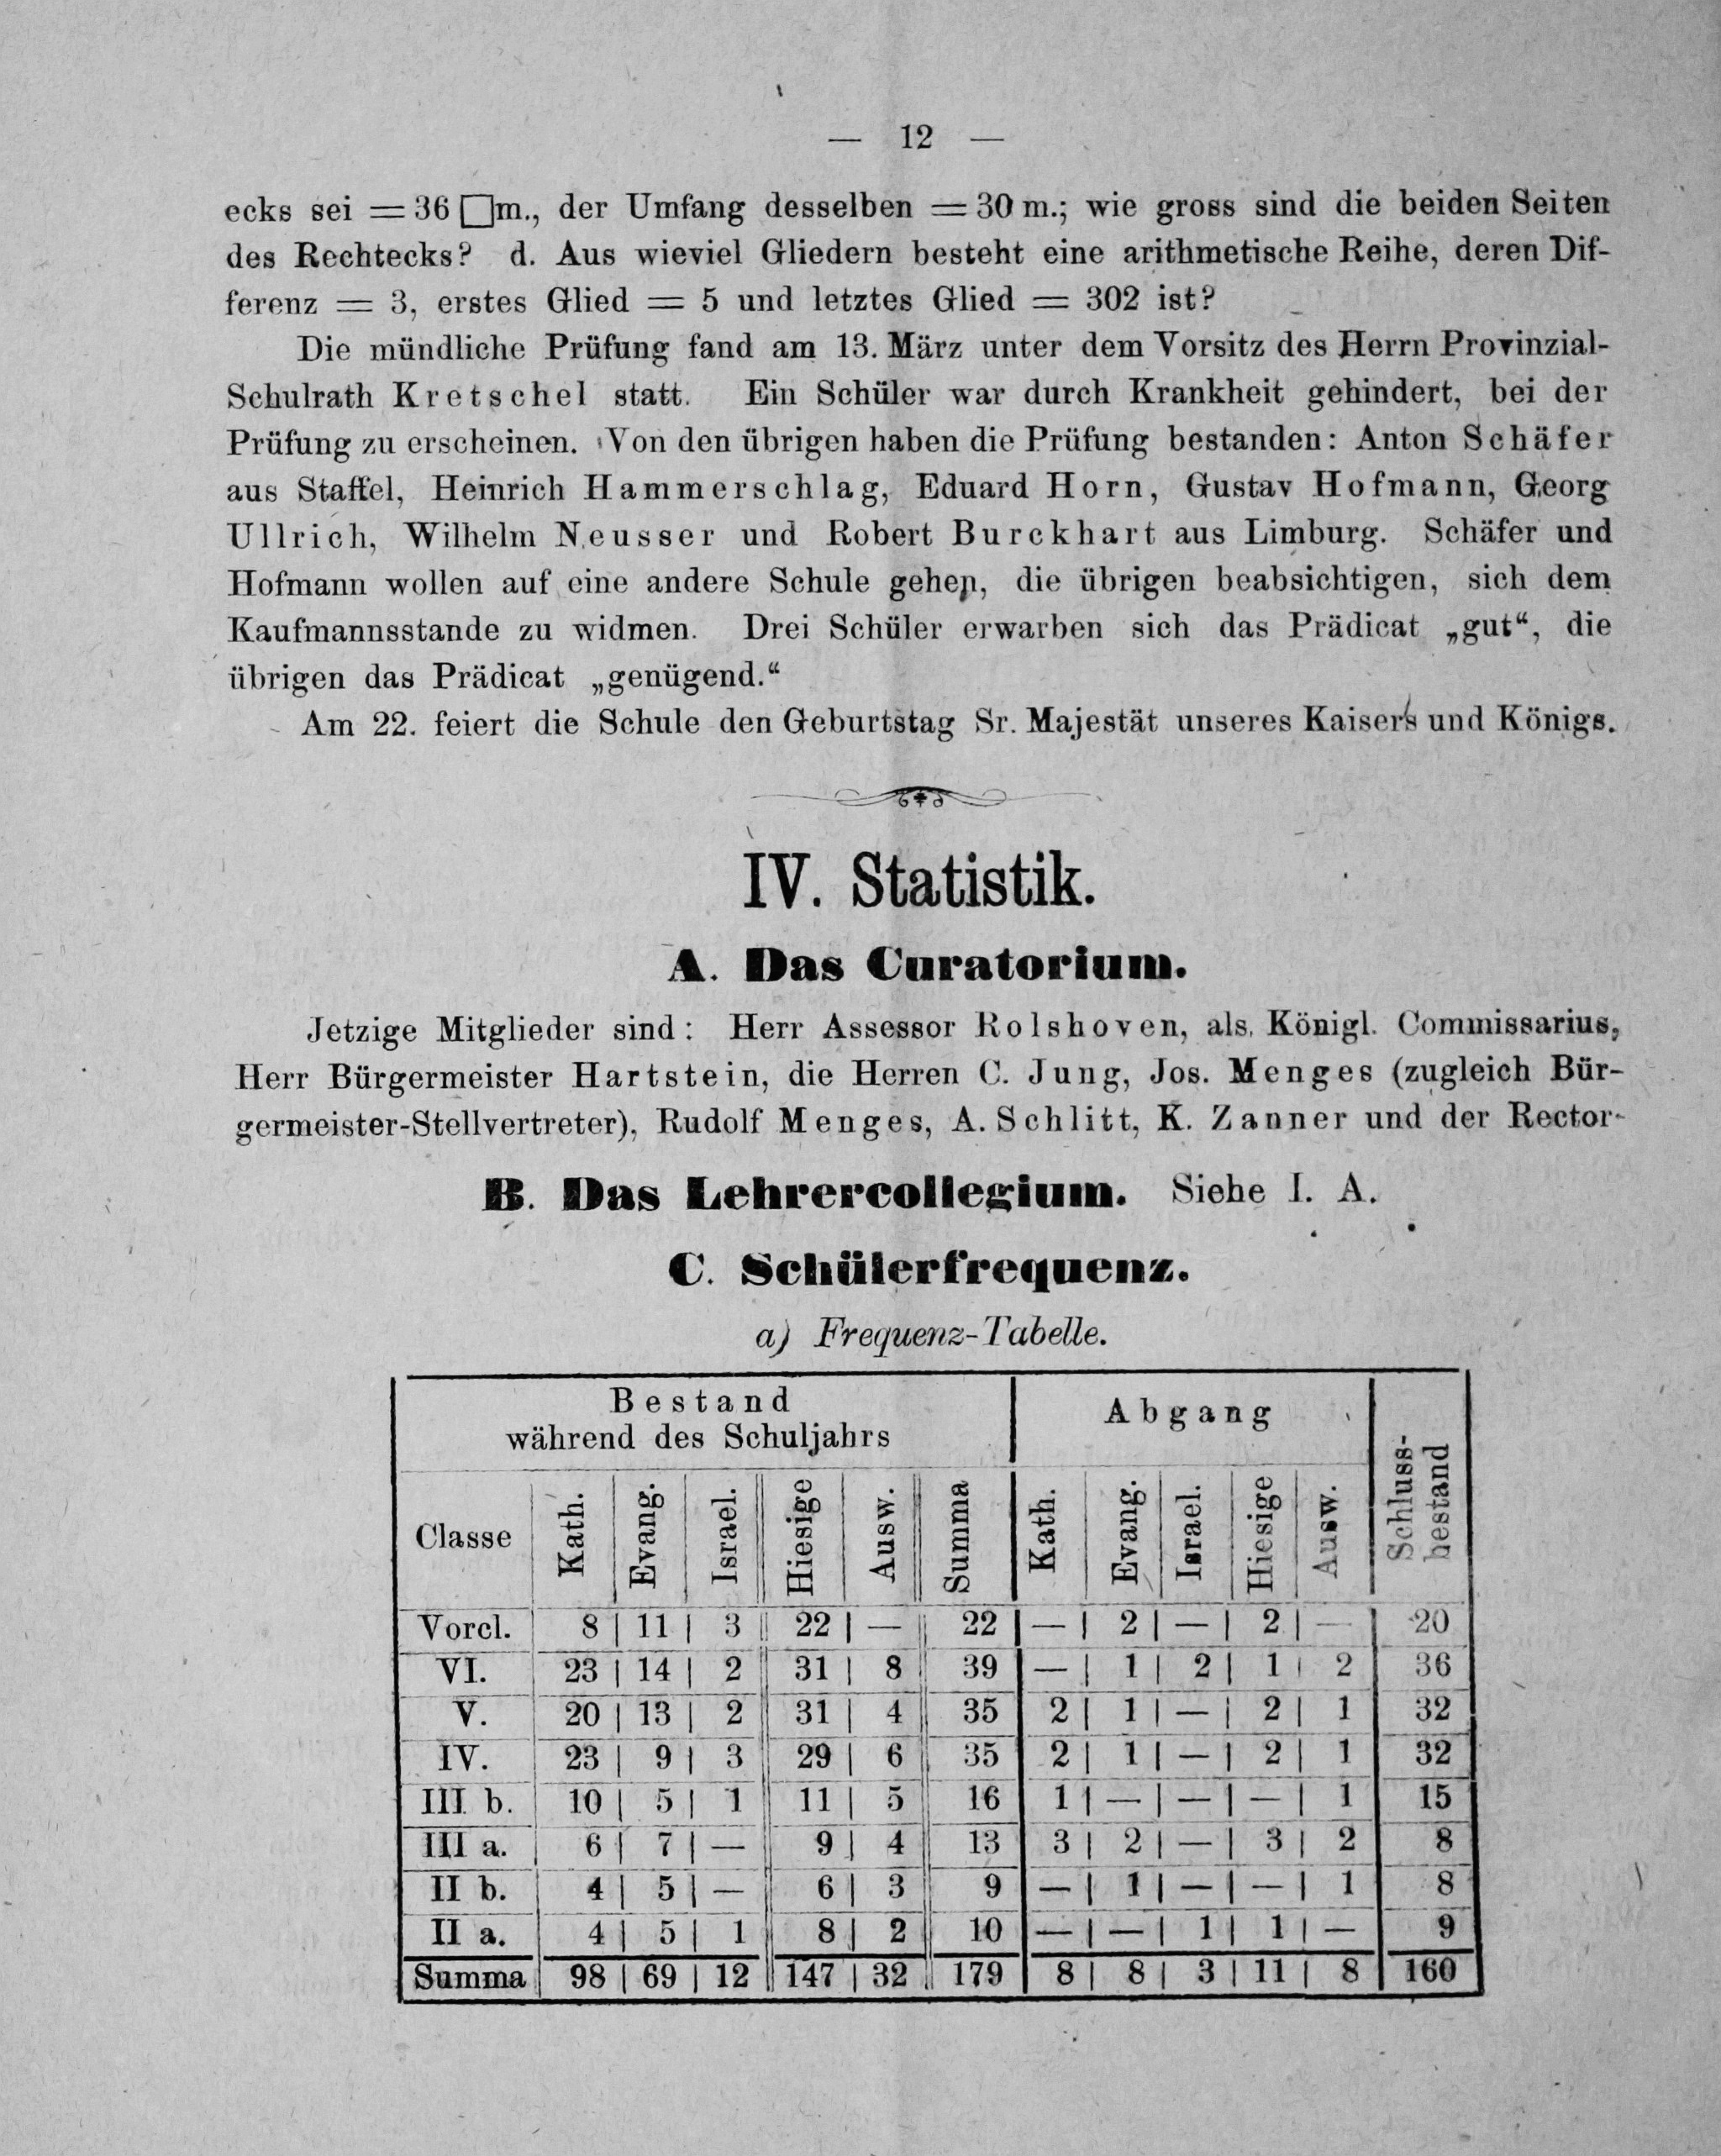 — 12 —
ecks sei = 36 □m., der Umfang desselben = 30 m.; wie gross sind die beiden Seiten
des Rechtecks? d. Aus wieviel Gliedern besteht eine arithmetische Reihe, deren Dif-
ferenz = 3, erstes Glied = 5 und letztes Glied = 302 ist?
Die mündliche Prüfung fand am 13. März unter dem Vorsitz des Herrn Provinzial-
Schulrath Kretschel statt. Ein Schüler war durch Krankheit gehindert, bei der
Prüfung zu erscheinen. Von den übrigen haben die Prüfung bestanden: Anton Schäfer
aus Staffel, Heinrich Hammerschlag, Eduard Horn, Gustav Hofmann, Georg
Ullrich, Wilhelm Neusser und Robert Burckhart aus Limburg. Schäfer und
Hofmann wollen auf eine andere Schule gehen, die übrigen beabsichtigen, sich dem
Kaufmannsstande zu widmen. Drei Schüler erwarben sich das Prädicat „gut“, die
übrigen das Prädicat „genügend.“
Am 22. feiert die Schule den Geburtstag Sr. Majestät unseres Kaisers und Königs.
IV. Statistik.
A. Das Curatorium.
Jetzige Mitglieder sind: Herr Assessor Rolshoven, als Königl. Commissarius,
Herr Bürgermeister Hartstein, die Herren C. Jung, Jos. Menges (zugleich Bür-
germeister-Stellvertreter), Rudolf Menges, A. Schlitt, K. Zanner und der Rector-
B. Das Lehrercollegium. Siehe I. A.
C. Schülerfrequenz.
a) Frequenz-Tabelle.
Bestand während des Schuljahrs | Abgang | Schluss-bestand
Classe | Kath. | Evang. | Israel. | Hiesige | Ausw. | Summa | Kath. | Evang. | Israel. | Hiesige | Ausw.
Vorcl. 8 | 11 | 3 | 22 | — | 22 | — | 2 | — | 2 | — | 20
VI. 23 | 14 | 2 | 31 | 8 | 39 | — | 1 | 2 | 1 | 2 | 36
V. 20 | 13 | 2 | 31 | 4 | 35 | 2 | 1 | — | 2 | 1 | 32
IV. 23 | 9 | 3 | 29 | 6 | 35 | 2 | 1 | — | 2 | 1 | 32
III b. 10 | 5 | 1 | 11 | 5 | 16 | 1 | — | — | — | 1 | 15
III a. 6 | 7 | — | 9 | 4 | 13 | 3 | 2 | — | 3 | 2 | 8
II b. 4 | 5 | — | 6 | 3 | 9 | — | 1 | — | — | 1 | 8
II a. 4 | 5 | 1 | 8 | 2 | 10 | — | — | 1 | 1 | — | 9
Summa 98 | 69 | 12 | 147 | 32 | 179 | 8 | 8 | 3 | 11 | 8 | 160